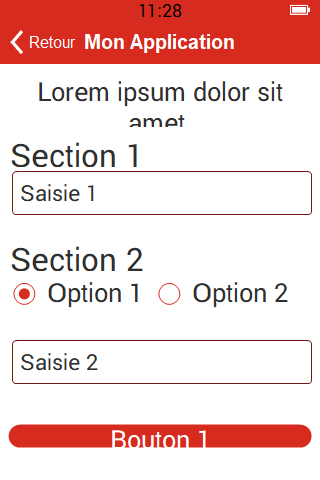 11:28
Retour Mon Application
Lorem ipsum dolor sit
amet
Section 1
Saisie 1
Section 2
Option 1 Option 2
Saisie 2
Bouton 1